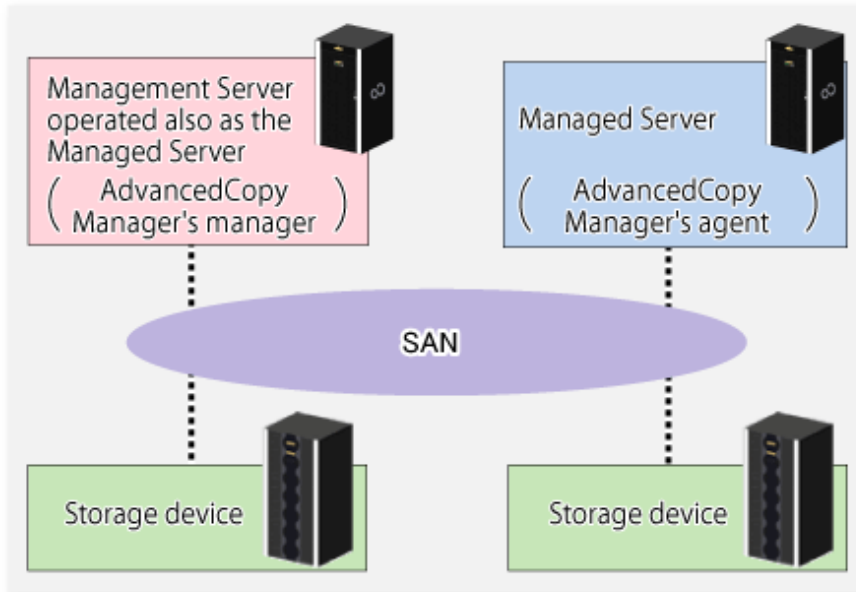 Management Server
operated also as the
Managed Server
( AdvancedCopy
Manager's manager )
Managed Server
( AdvancedCopy
Manager's agent )
SAN
Storage device
Storage device